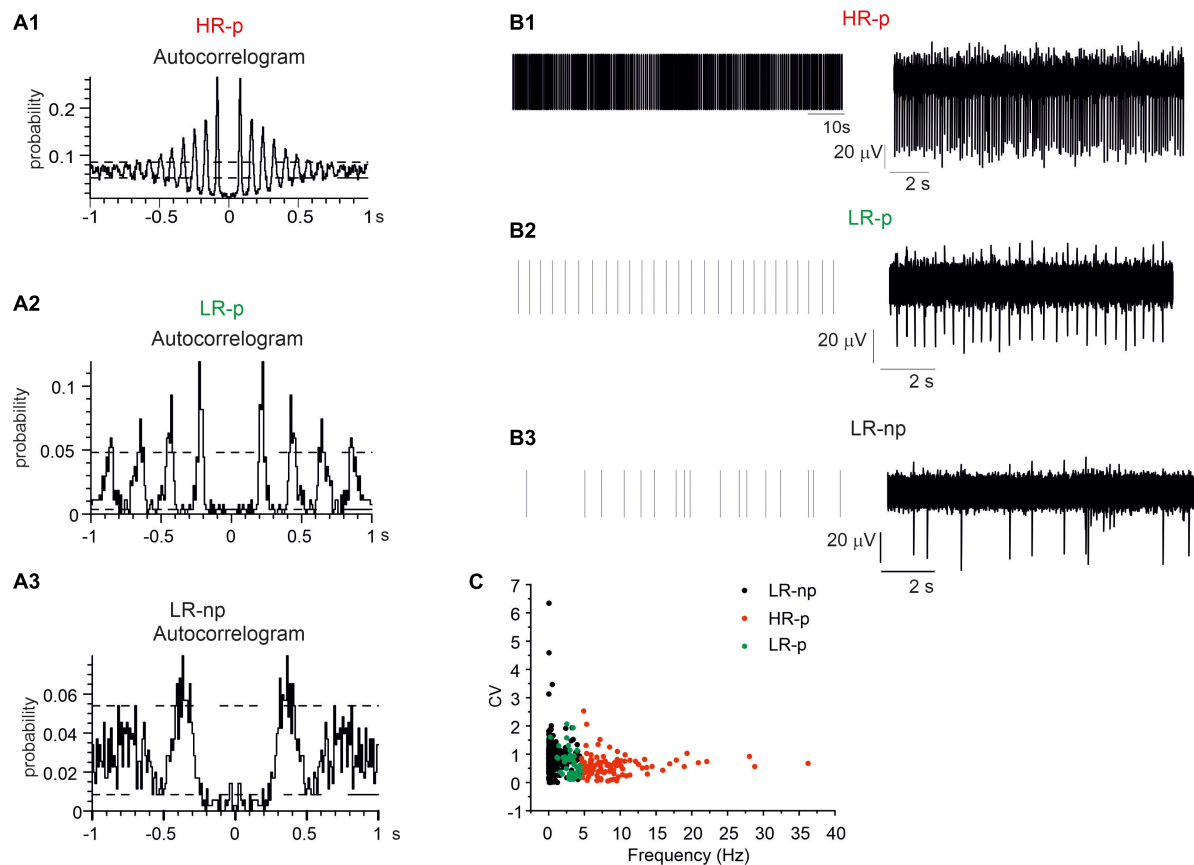 A1
HR-p
Autocorrelogram
probability
0.2
0.1
-1 -0.5 0 0.5 1 s
A2
LR-p
Autocorrelogram
probability
0.1
0.05
0
-1 -0.5 0 0.5 1 s
A3
LR-np
Autocorrelogram
probability
0.06
0.04
0.02
0
-1 -0.5 0 0.5 1 s
B1
HR-p
10s
20 μV
2 s
B2
LR-p
20 μV
2 s
B3
LR-np
20 μV
2 s
C
LR-np
HR-p
LR-p
CV
7
6
5
4
3
2
1
0
-1
0 5 10 15 20 25 30 35 40
Frequency (Hz)